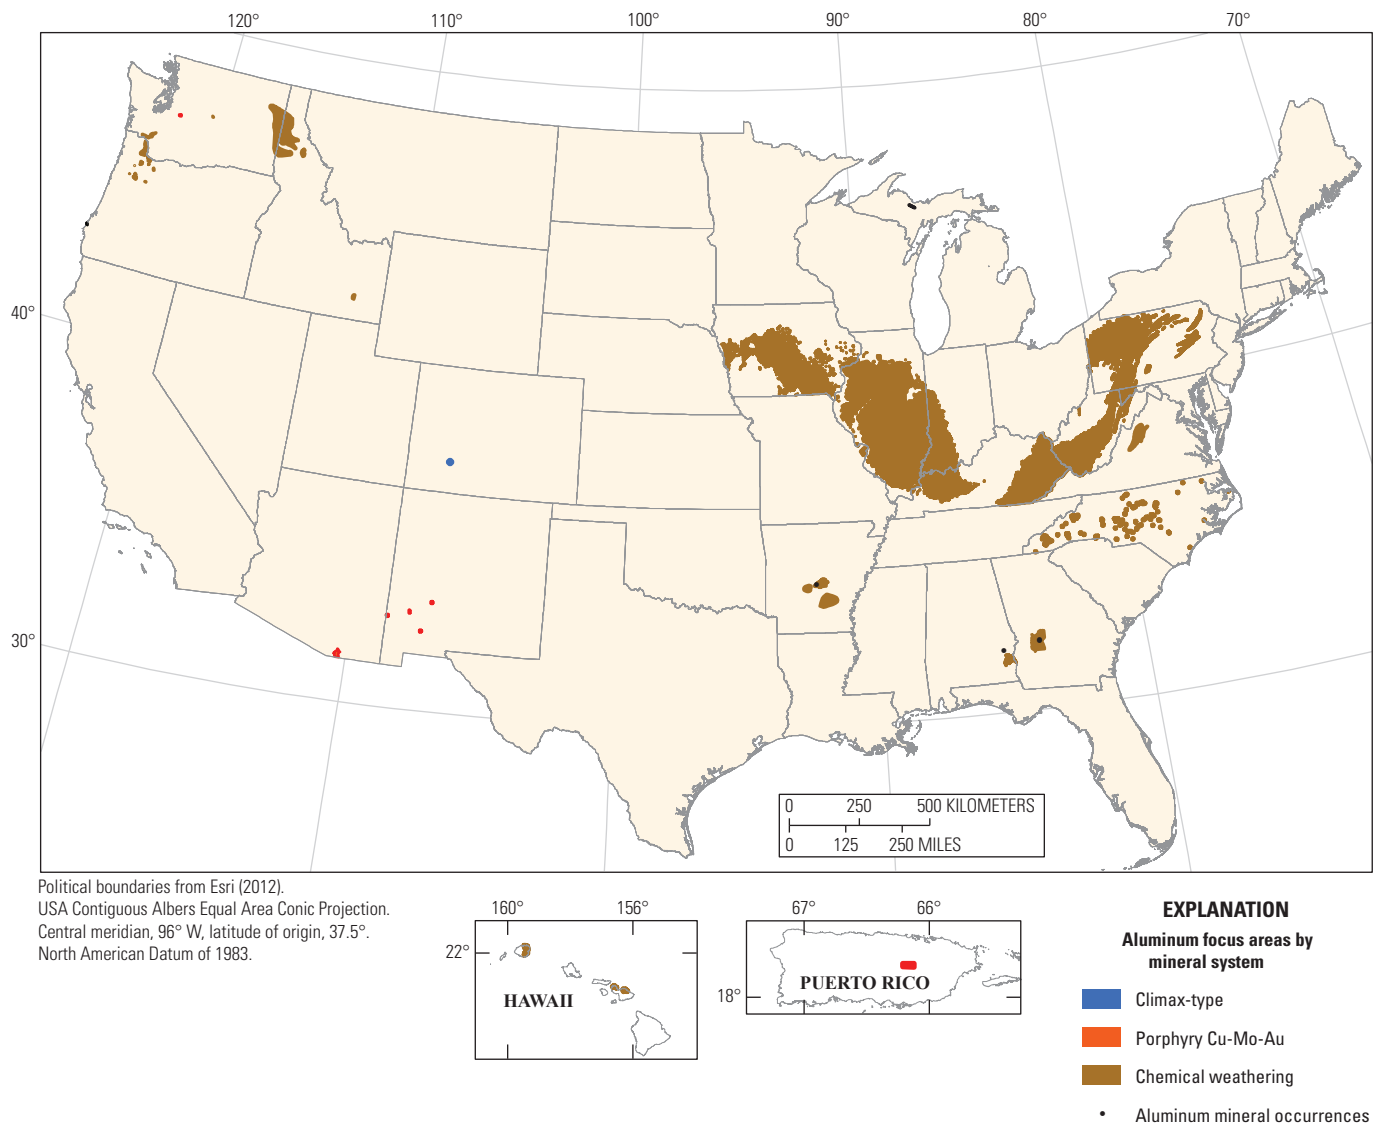 120°
110°
100°
90°
80°
70°
40°
30°
0 250 500 KILOMETERS
0 125 250 MILES
Political boundaries from Esri (2012).
USA Contiguous Albers Equal Area Conic Projection.
Central meridian, 96° W, latitude of origin, 37.5°.
North American Datum of 1983.
160° 156°
22°
HAWAII
67° 66°
18°
PUERTO RICO
EXPLANATION
Aluminum focus areas by
mineral system
Climax-type
Porphyry Cu-Mo-Au
Chemical weathering
Aluminum mineral occurrences